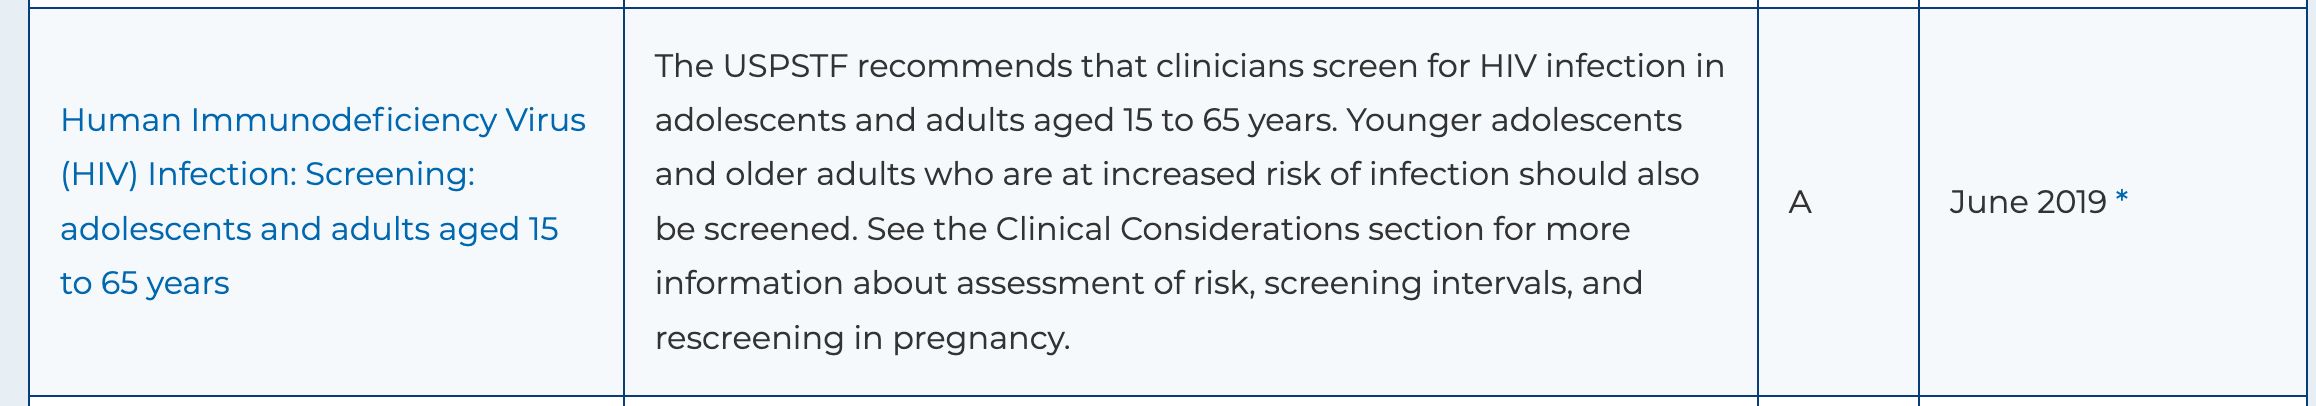 Human Immunodeficiency Virus
(HIV) Infection: Screening:
adolescents and adults aged 15
to 65 years
The USPSTF recommends that clinicians screen for HIV infection in
adolescents and adults aged 15 to 65 years. Younger adolescents
and older adults who are at increased risk of infection should also
be screened. See the Clinical Considerations section for more
information about assessment of risk, screening intervals, and
rescreening in pregnancy.
A
June 2019 *